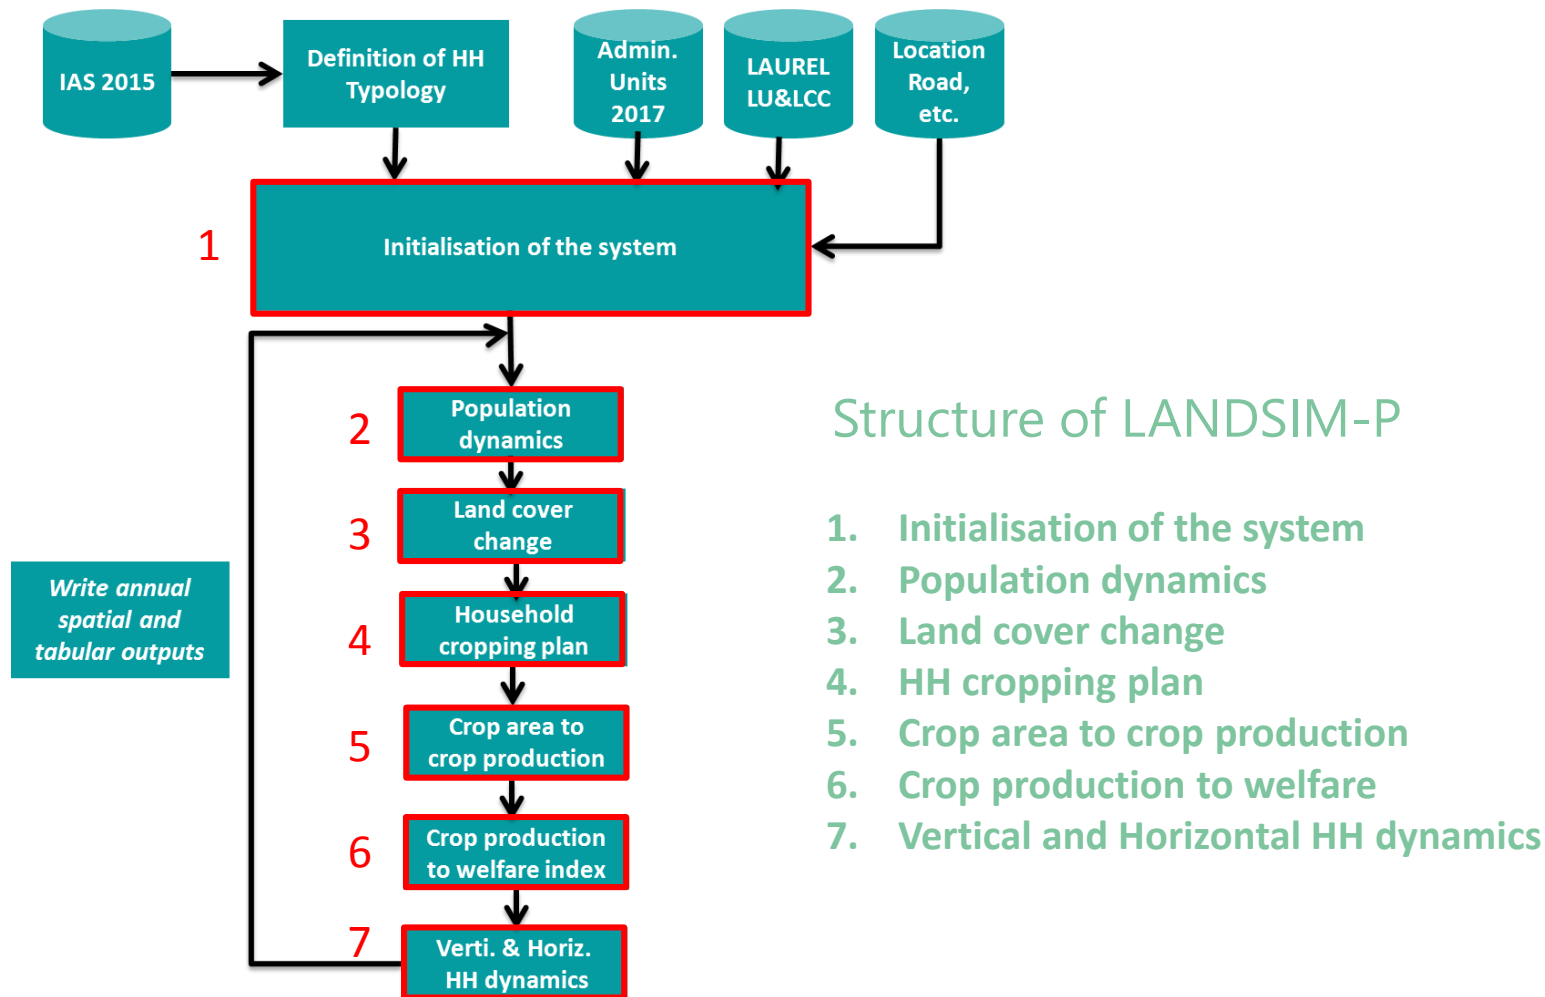 IAS 2015
Definition of HH
Typology
Admin.
Units
2017
LAUREL
LU&LCC
Location
Road,
etc.
1
Initialisation of the system
2
Population
dynamics
3
Land cover
change
Write annual
spatial and
tabular outputs
4
Household
cropping plan
5
Crop area to
crop production
6
Crop production
to welfare index
7
Verti. & Horiz.
HH dynamics
Structure of LANDSIM-P
1. Initialisation of the system
2. Population dynamics
3. Land cover change
4. HH cropping plan
5. Crop area to crop production
6. Crop production to welfare
7. Vertical and Horizontal HH dynamics